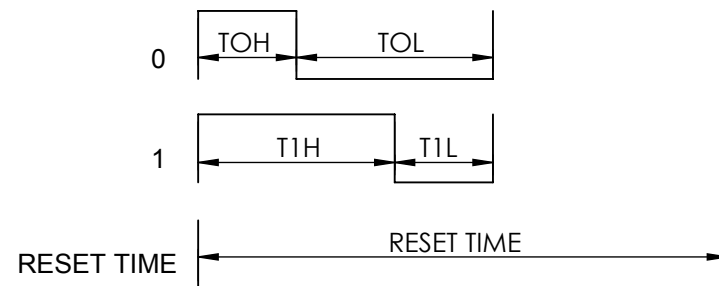 TOH TOL
0
T1H T1L
1
RESET TIME
RESET TIME